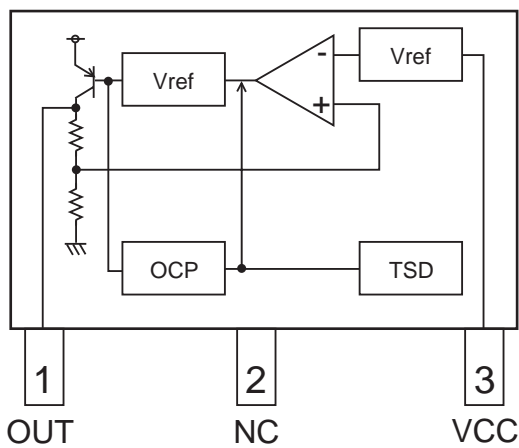 Vref
-
Vref
+
OCP
TSD
1
2
3
OUT
NC
VCC